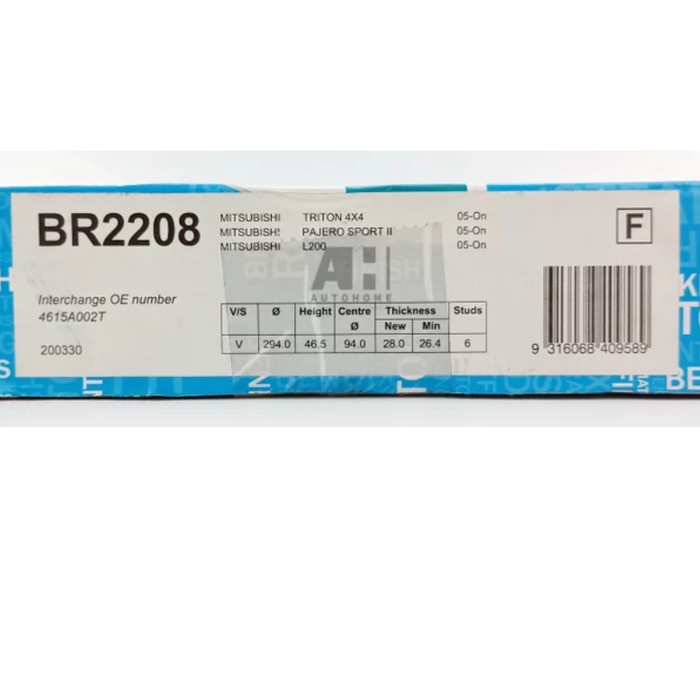 BR2208
MITSUBISHI TRITON 4X4 05-On
MITSUBISHI PAJERO SPORT II 05-On
MITSUBISHI L200 05-On
F
AH
AUTOHOME
Interchange OE number
4615A002T
200330
V/S Ø Height Centre Ø Thickness Studs
New Min
V 294.0 46.5 94.0 28.0 26.4 6
9 316068 409589